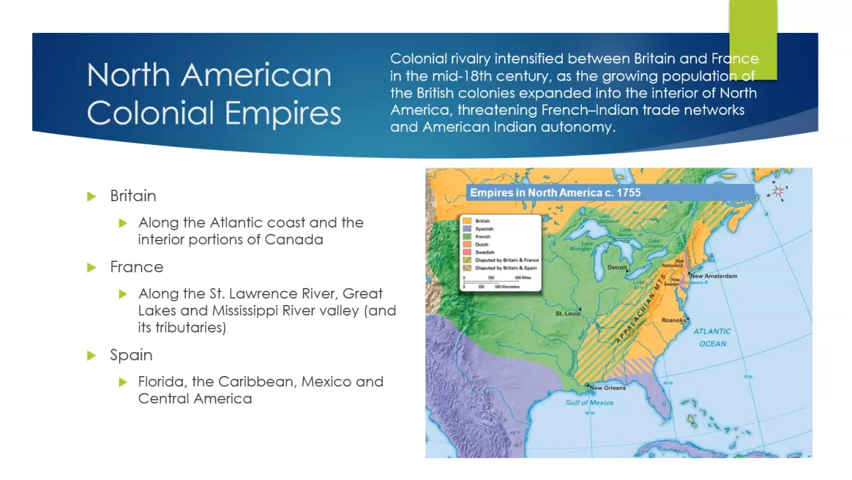 North American
Colonial Empires
Colonial rivalry intensified between Britain and France
in the mid-18th century, as the growing population of
the British colonies expanded into the interior of North
America, threatening French–Indian trade networks
and American Indian autonomy.
Britain
Along the Atlantic coast and the
interior portions of Canada
France
Along the St. Lawrence River, Great
Lakes and Mississippi River valley (and
its tributaries)
Spain
Florida, the Caribbean, Mexico and
Central America
Empires in North America c. 1755
British
Spanish
French
Dutch
Swedish
Disputed by Britain & France
Disputed by Britain & Spain
Detroit
New Amsterdam
St. Louis
APPALACHIAN MTS.
Roanoke
ATLANTIC
OCEAN
New Orleans
Gulf of Mexico